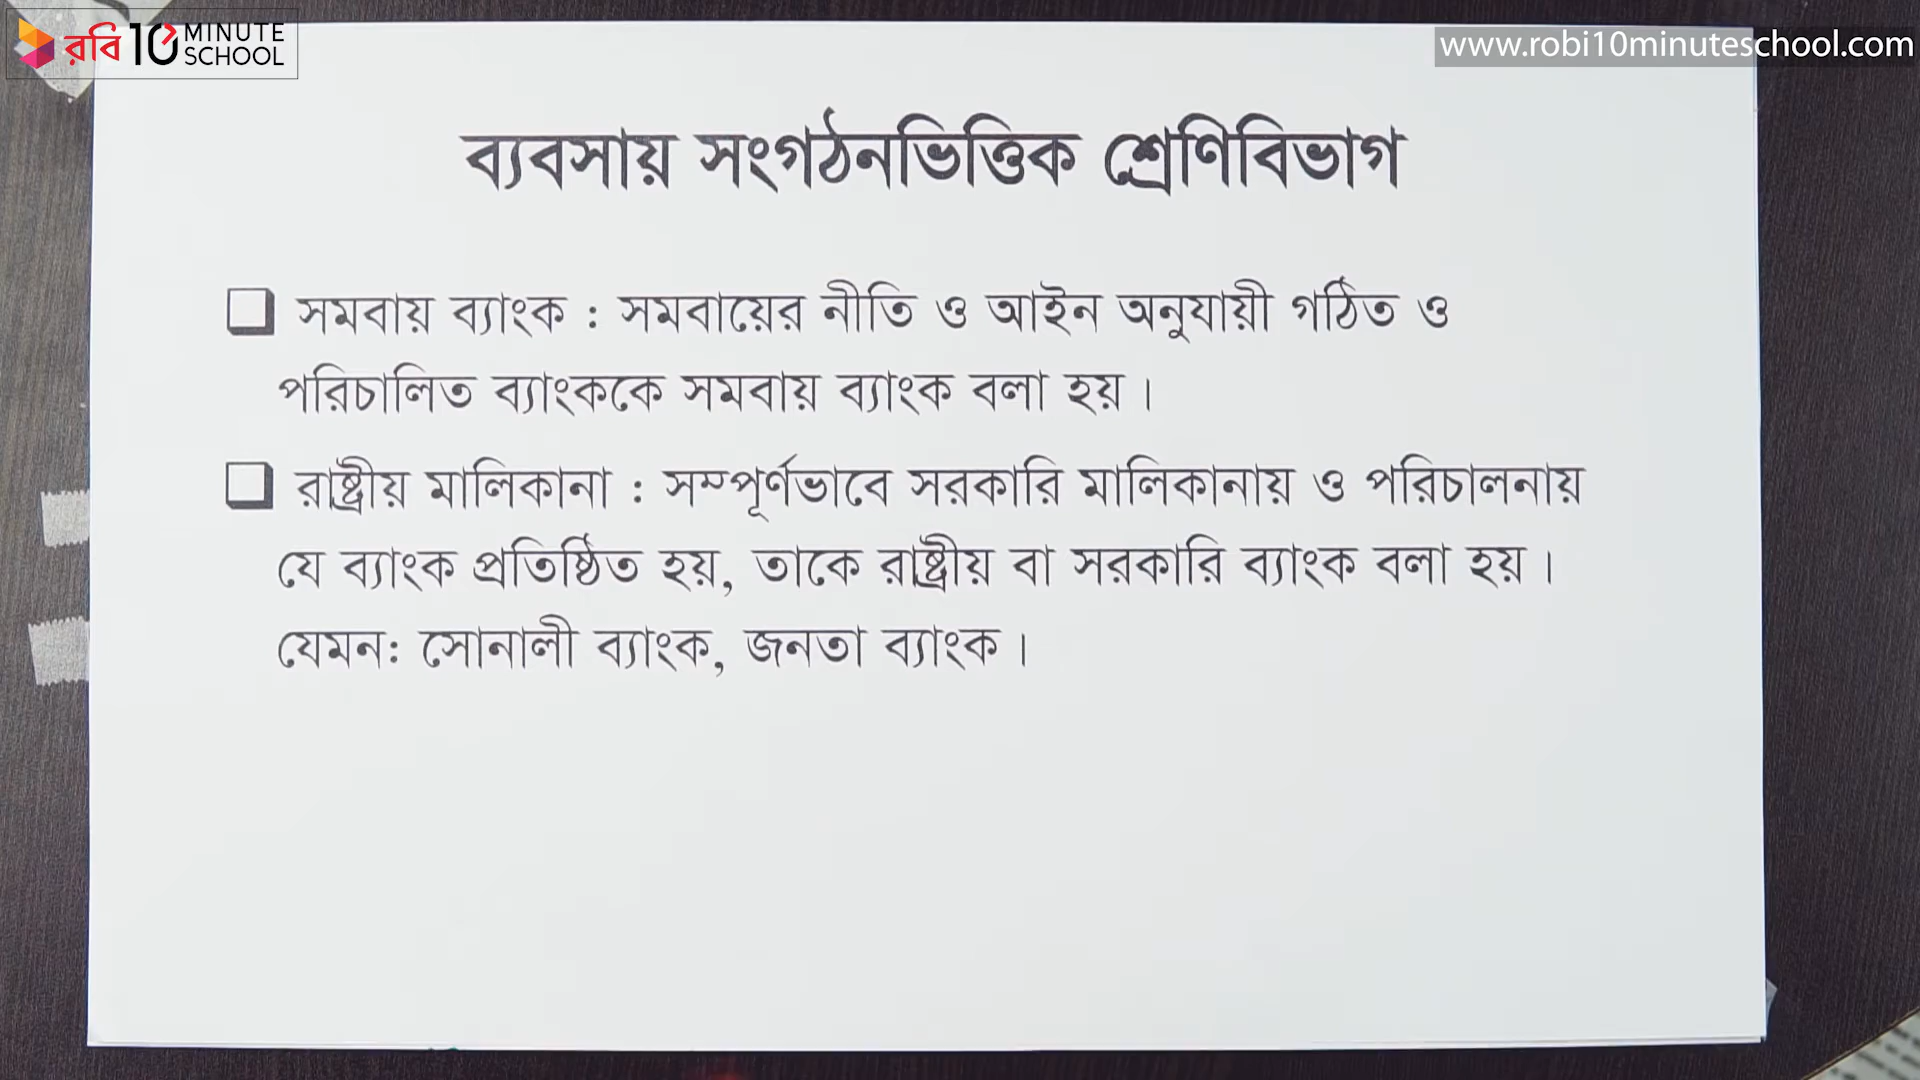 রবি 10 MINUTE SCHOOL
www.robi10minuteschool.com
ব্যবসায় সংগঠনভিত্তিক শ্রেণিবিভাগ
❑ সমবায় ব্যাংক : সমবায়ের নীতি ও আইন অনুযায়ী গঠিত ও
পরিচালিত ব্যাংককে সমবায় ব্যাংক বলা হয়।
❑ রাষ্ট্রীয় মালিকানা : সম্পূর্ণভাবে সরকারি মালিকানায় ও পরিচালনায়
যে ব্যাংক প্রতিষ্ঠিত হয়, তাকে রাষ্ট্রীয় বা সরকারি ব্যাংক বলা হয়।
যেমনঃ সোনালী ব্যাংক, জনতা ব্যাংক।